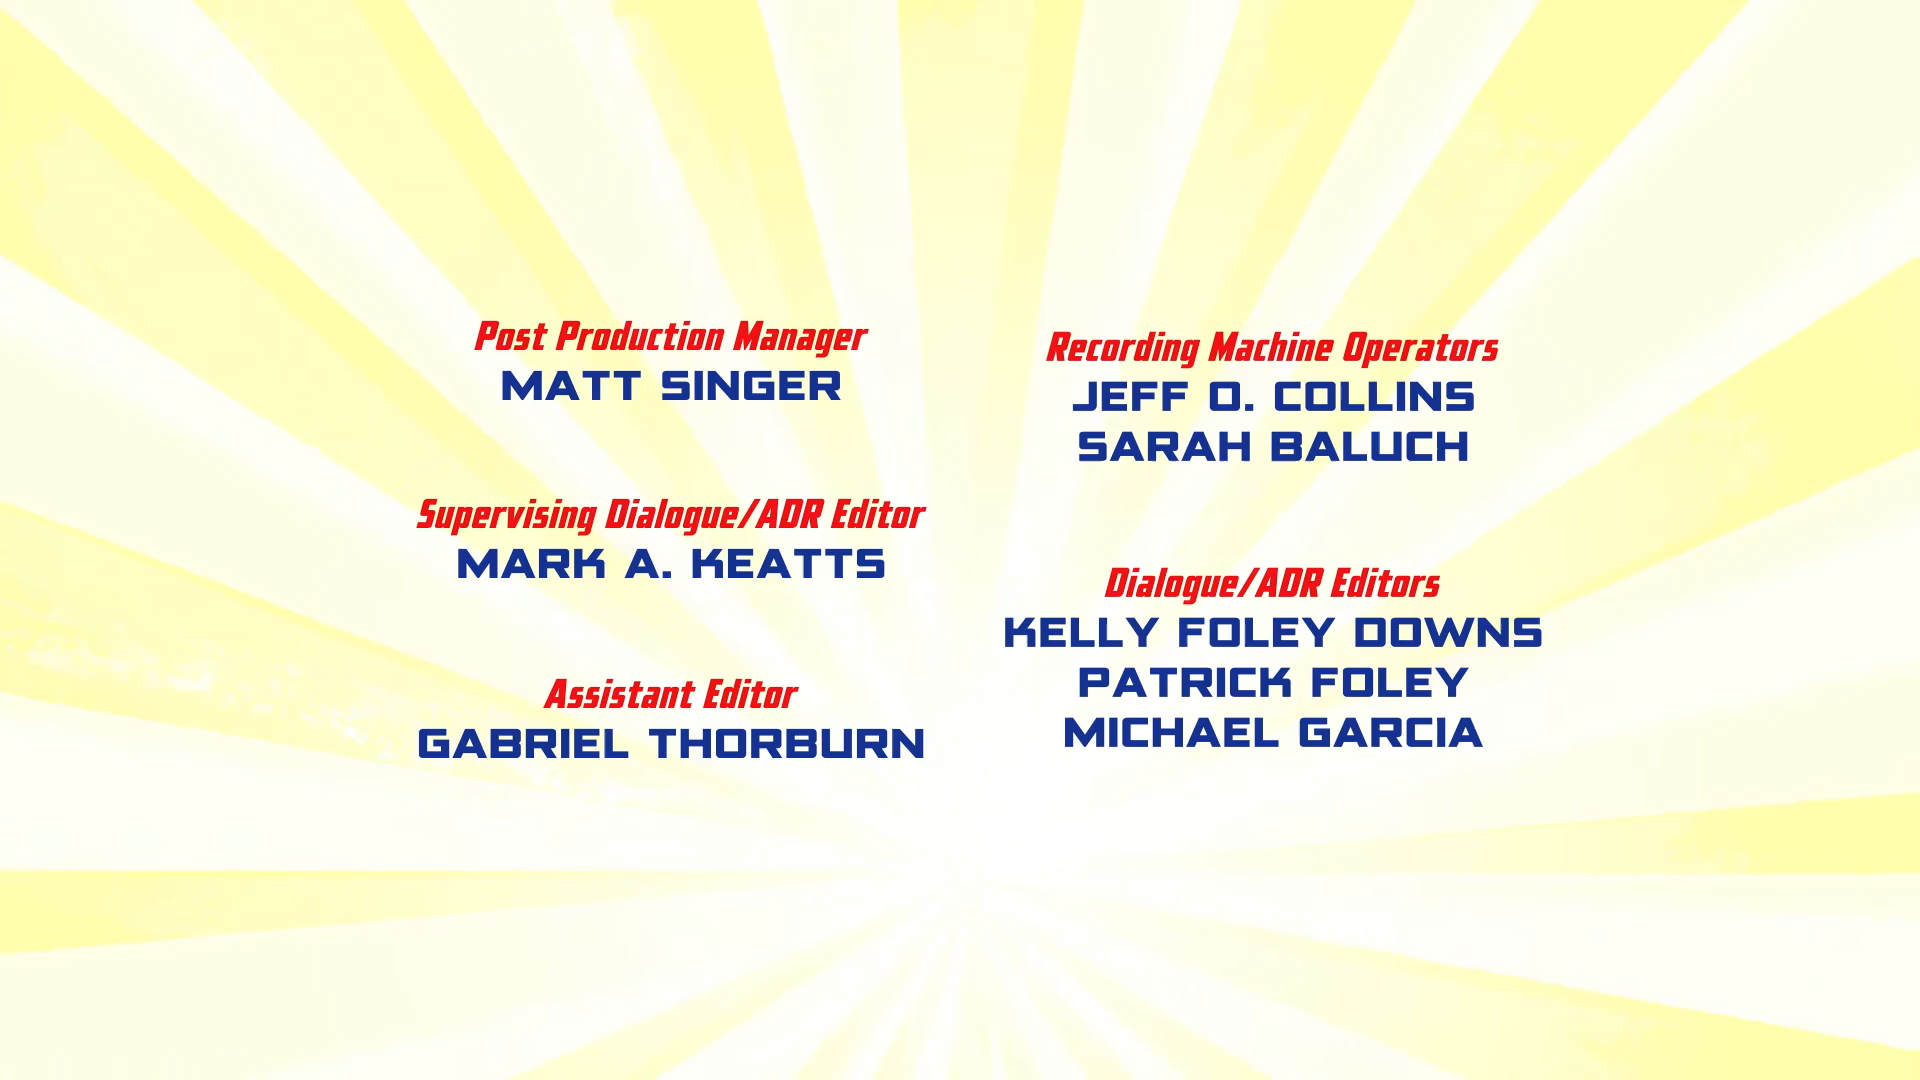 Post Production Manager
MATT SINGER
Supervising Dialogue/ADR Editor
MARK A. KEATTS
Assistant Editor
GABRIEL THORBURN
Recording Machine Operators
JEFF O. COLLINS
SARAH BALUCH
Dialogue/ADR Editors
KELLY FOLEY DOWNS
PATRICK FOLEY
MICHAEL GARCIA